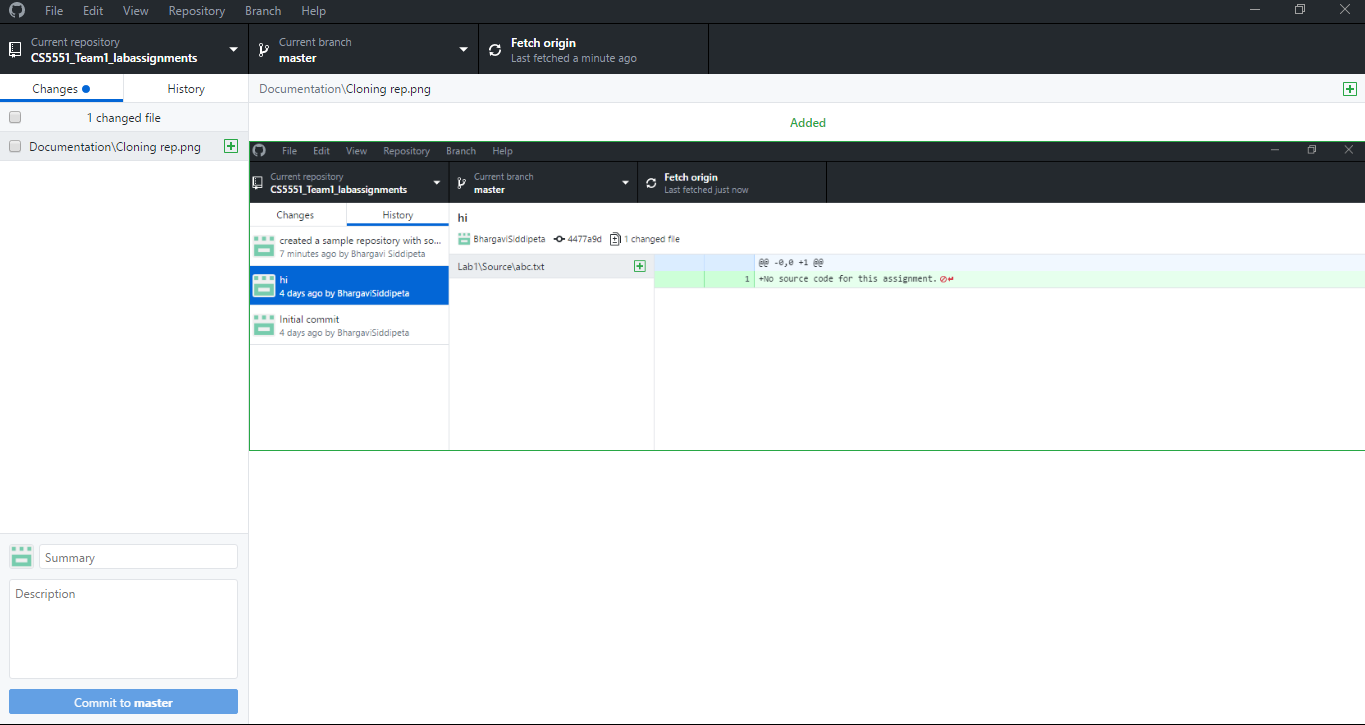 File Edit View Repository Branch Help
Current repository
CS5551_Team1_labassignments
Current branch
master
Fetch origin
Last fetched a minute ago
Changes History
1 changed file
Documentation\Cloning rep.png
Documentation\Cloning rep.png
Added
File Edit View Repository Branch Help
Current repository
CS5551_Team1_labassignments
Current branch
master
Fetch origin
Last fetched just now
Changes History
created a sample repository with so...
7 minutes ago by Bhargavi Siddipeta
hi
4 days ago by BhargaviSiddipeta
Initial commit
4 days ago by BhargaviSiddipeta
hi
BhargaviSiddipeta 4477a9d 1 changed file
Lab1\Source\abc.txt
@@ -0,0 +1 @@
1 +No source code for this assignment.
Summary
Description
Commit to master